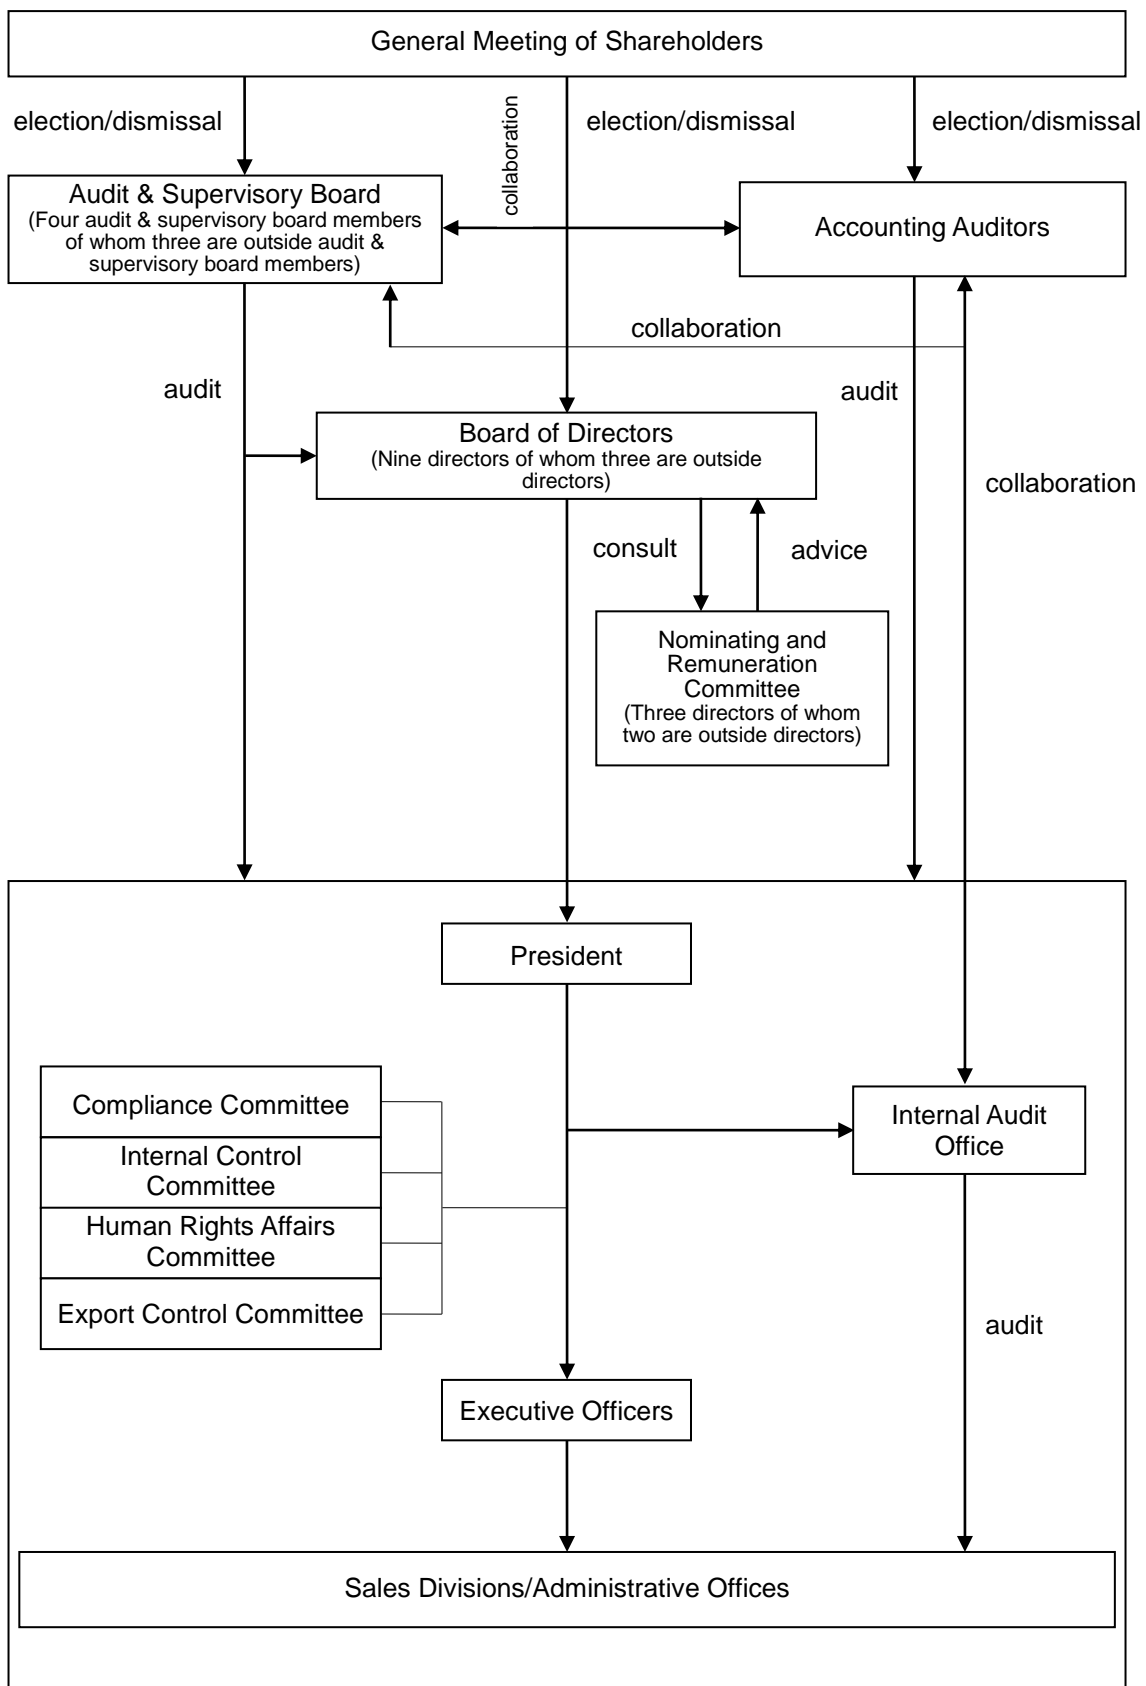 General Meeting of Shareholders
election/dismissal
collaboration
election/dismissal
election/dismissal
Audit & Supervisory Board
(Four audit & supervisory board members
of whom three are outside audit &
supervisory board members)
Accounting Auditors
collaboration
audit
audit
Board of Directors
(Nine directors of whom three are outside
directors)
collaboration
consult
advice
Nominating and
Remuneration
Committee
(Three directors of whom
two are outside directors)
President
Compliance Committee
Internal Control
Committee
Human Rights Affairs
Committee
Export Control Committee
Internal Audit
Office
audit
Executive Officers
Sales Divisions/Administrative Offices